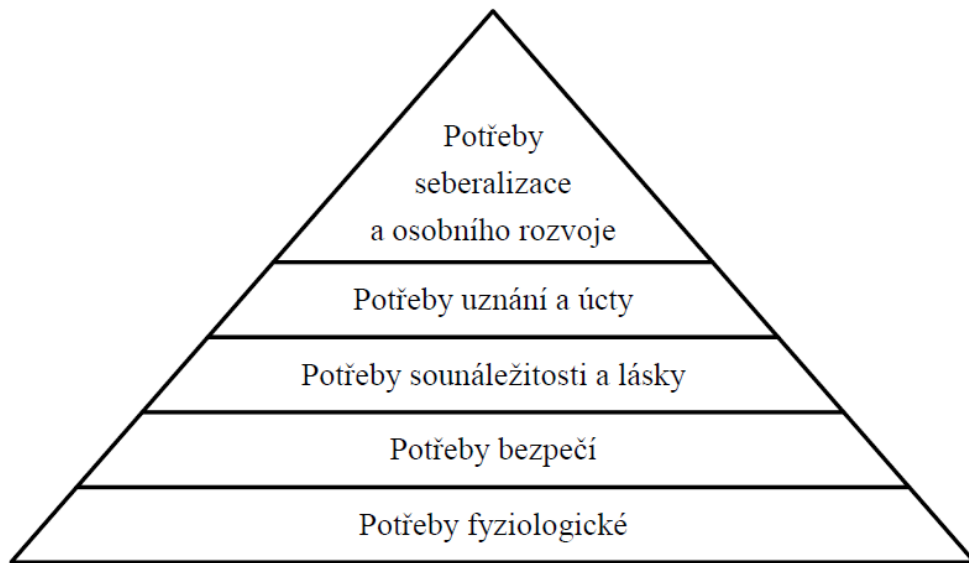 Potřeby
seberalizace
a osobního rozvoje
Potřeby uznání a úcty
Potřeby sounáležitosti a lásky
Potřeby bezpečí
Potřeby fyziologické